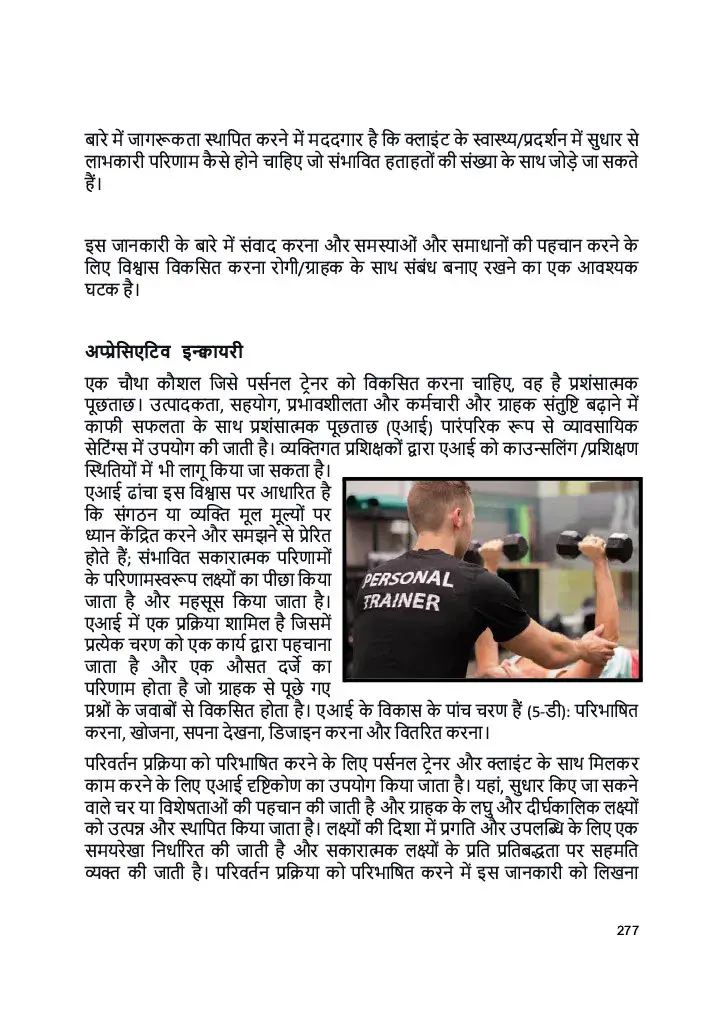 बारे में जागरूकता स्थापित करने में मददगार है कि क्लाइंट के स्वास्थ्य/प्रदर्शन में सुधार से
लाभकारी परिणाम कैसे होने चाहिए जो संभावित हताहतों की संख्या के साथ जोड़े जा सकते
हैं।
इस जानकारी के बारे में संवाद करना और समस्याओं और समाधानों की पहचान करने के
लिए विश्वास विकसित करना रोगी/ग्राहक के साथ संबंध बनाए रखने का एक आवश्यक
घटक है।
अप्प्रेसिएटिव इन्क्वायरी
एक चौथा कौशल जिसे पर्सनल ट्रेनर को विकसित करना चाहिए, वह है प्रशंसात्मक
पूछताछ। उत्पादकता, सहयोग, प्रभावशीलता और कर्मचारी और ग्राहक संतुष्टि बढ़ाने में
काफी सफलता के साथ प्रशंसात्मक पूछताछ (एआई) पारंपरिक रूप से व्यावसायिक
सेटिंग्स में उपयोग की जाती है। व्यक्तिगत प्रशिक्षकों द्वारा एआई को काउन्सलिंग /प्रशिक्षण
स्थितियों में भी लागू किया जा सकता है।
एआई ढांचा इस विश्वास पर आधारित है
कि संगठन या व्यक्ति मूल मूल्यों पर
ध्यान केंद्रित करने और समझने से प्रेरित
होते हैं; संभावित सकारात्मक परिणामों
के परिणामस्वरूप लक्ष्यों का पीछा किया
जाता है और महसूस किया जाता है।
एआई में एक प्रक्रिया शामिल है जिसमें
प्रत्येक चरण को एक कार्य द्वारा पहचाना
जाता है और एक औसत दर्जे का
परिणाम होता है जो ग्राहक से पूछे गए
प्रश्नों के जवाबों से विकसित होता है। एआई के विकास के पांच चरण हैं (5-डी): परिभाषित
करना, खोजना, सपना देखना, डिजाइन करना और वितरित करना।
PERSONAL
TRAINER
परिवर्तन प्रक्रिया को परिभाषित करने के लिए पर्सनल ट्रेनर और क्लाइंट के साथ मिलकर
काम करने के लिए एआई दृष्टिकोण का उपयोग किया जाता है। यहां, सुधार किए जा सकने
वाले चर या विशेषताओं की पहचान की जाती है और ग्राहक के लघु और दीर्घकालिक लक्ष्यों
को उत्पन्न और स्थापित किया जाता है। लक्ष्यों की दिशा में प्रगति और उपलब्धि के लिए एक
समयरेखा निर्धारित की जाती है और सकारात्मक लक्ष्यों के प्रति प्रतिबद्धता पर सहमति
व्यक्त की जाती है। परिवर्तन प्रक्रिया को परिभाषित करने में इस जानकारी को लिखना
277